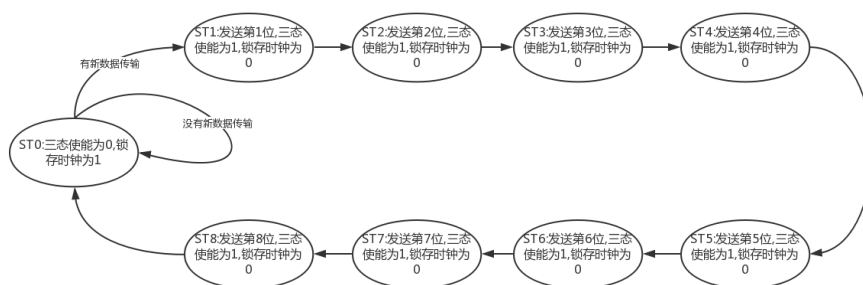 ST1:发送第1位,三态
使能为1,锁存时钟为
0
ST2:发送第2位,三态
使能为1,锁存时钟为
0
ST3:发送第3位,三态
使能为1,锁存时钟为
0
ST4:发送第4位,三态
使能为1,锁存时钟为
0
有新数据传输
没有新数据传输
ST0:三态使能为0,锁
存时钟为1
ST8:发送第8位,三态
使能为1,锁存时钟为
0
ST7:发送第7位,三态
使能为1,锁存时钟为
0
ST6:发送第6位,三态
使能为1,锁存时钟为
0
ST5:发送第5位,三态
使能为1,锁存时钟为
0